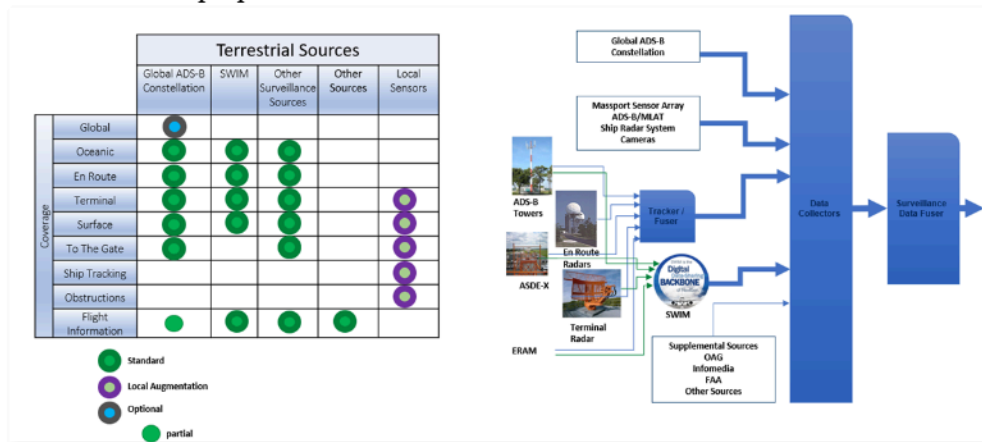 Terrestrial Sources
Global ADS-B
Constellation
SWIM
Other
Surveillance
Sources
Other
Sources
Local
Sensors
Coverage
Global
Oceanic
En Route
Terminal
Surface
To The Gate
Ship Tracking
Obstructions
Flight
Information
Standard
Local Augmentation
Optional
partial
Global ADS-B
Constellation
Massport Sensor Array
ADS-B/MLAT
Ship Radar System
Cameras
ADS-B
Towers
En Route
Radars
ASDE-X
Terminal
Radar
ERAM
Tracker /
Fuser
Digital
BACKBONE
SWIM
Supplemental Sources
OAG
Infomedia
FAA
Other Sources
Data
Collectors
Surveillance
Data Fuser